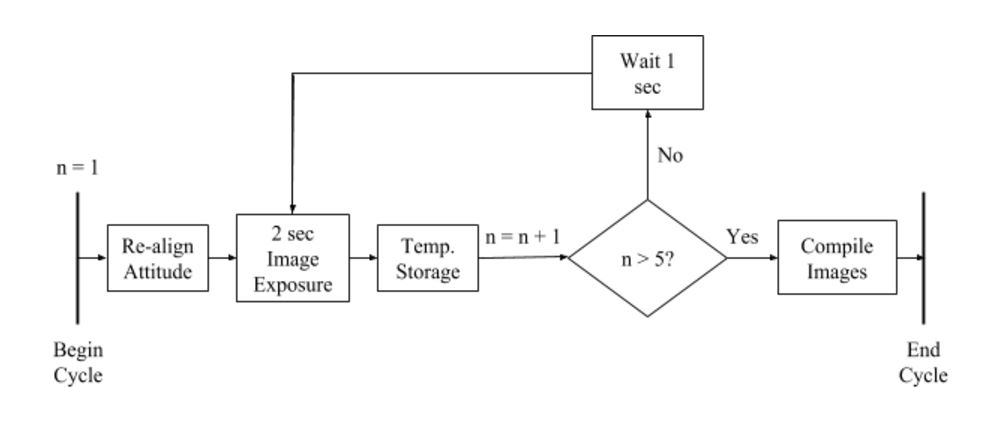 Wait 1
sec
No
n = 1
Re-align
Attitude
2 sec
Image
Exposure
Temp.
Storage
n = n + 1
n > 5?
Yes
Compile
Images
Begin
Cycle
End
Cycle